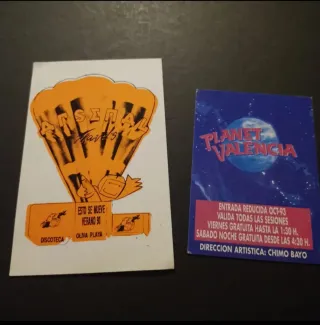 ESTO SE MUEVE
VERANO 90
DISCOTECA
OLIVA PLAYA
PLANET
VALENCIA
ENTRADA REDUCIDA OCT-93
VALIDA TODAS LAS SESIONES
VIERNES GRATUITA HASTA LA 1:30 H.
SABADO NOCHE GRATUITA DESDE LAS 4:30 H.
DIRECCION ARTISTICA: CHIMO BAYO